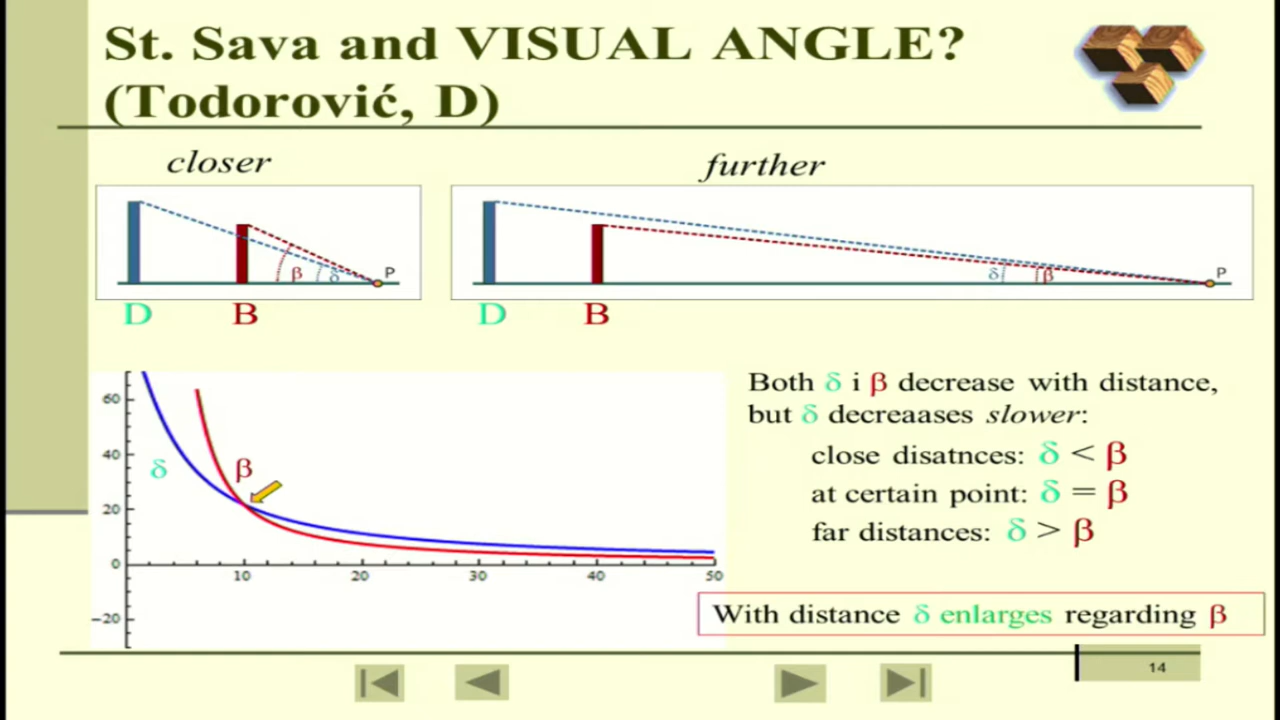 St. Sava and VISUAL ANGLE?
(Todorović, D)
closer
further
β
δ
P
δ
β
P
D
B
D
B
60
40
20
0
−20
10
20
30
40
50
δ
β
Both δ i β decrease with distance,
but δ decreaases slower:
close disatnces: δ < β
at certain point: δ = β
far distances: δ > β
With distance δ enlarges regarding β
14